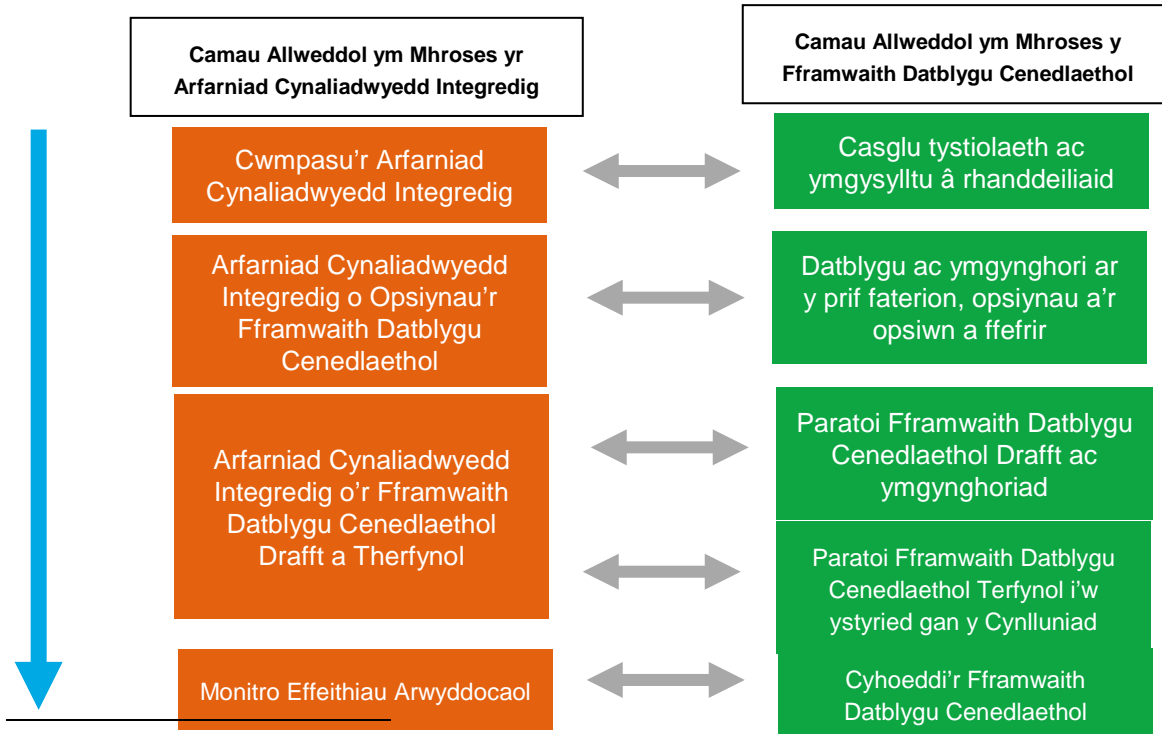 Camau Allweddol ym Mhroses yr
Arfarniad Cynaliadwyedd Integredig
Camau Allweddol ym Mhroses y
Fframwaith Datblygu Cenedlaethol
Cwmpasu'r Arfarniad
Cynaliadwyedd Integredig
Casglu tystiolaeth ac
ymgysylltu â rhanddeiliaid
Arfarniad Cynaliadwyedd
Integredig o Opsiynau'r
Fframwaith Datblygu
Cenedlaethol
Datblygu ac ymgynghori ar
y prif faterion, opsiynau a'r
opsiwn a ffefrir
Arfarniad Cynaliadwyedd
Integredig o'r Fframwaith
Datblygu Cenedlaethol
Drafft a Therfynol
Paratoi Fframwaith Datblygu
Cenedlaethol Drafft ac
ymgynghoriad
Paratoi Fframwaith Datblygu
Cenedlaethol Terfynol i'w
ystyried gan y Cynlluniad
Monitro Effeithiau Arwyddocaol
Cyhoeddi'r Fframwaith
Datblygu Cenedlaethol